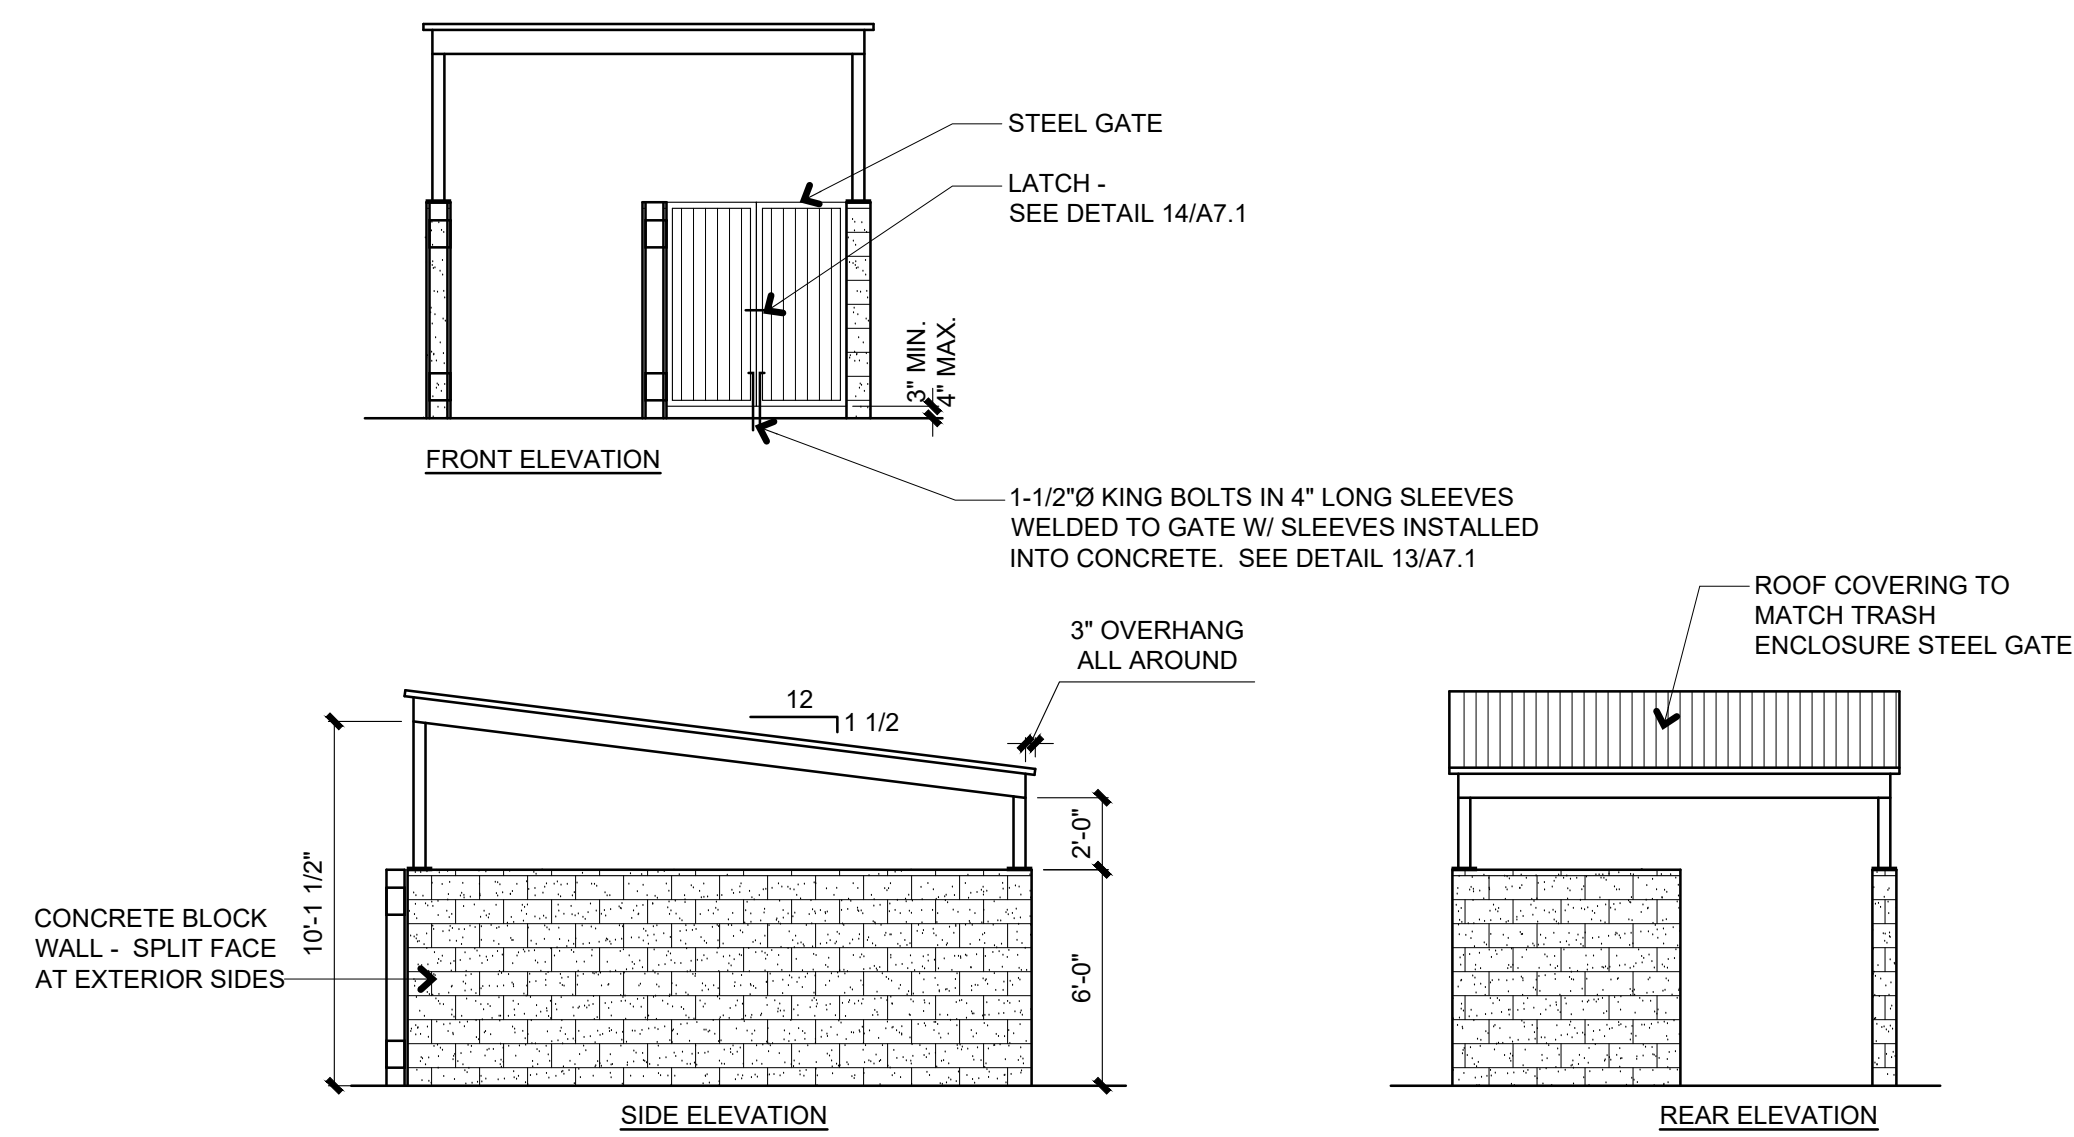 STEEL GATE
LATCH -
SEE DETAIL 14/A7.1
3" MIN.
4" MAX.
FRONT ELEVATION
1-1/2"Ø KING BOLTS IN 4" LONG SLEEVES
WELDED TO GATE W/ SLEEVES INSTALLED
INTO CONCRETE.  SEE DETAIL 13/A7.1
ROOF COVERING TO
MATCH TRASH
ENCLOSURE STEEL GATE
3" OVERHANG
ALL AROUND
12
1 1/2
10'-1 1/2"
2'-0"
6'-0"
CONCRETE BLOCK
WALL -  SPLIT FACE
AT EXTERIOR SIDES
SIDE ELEVATION
REAR ELEVATION